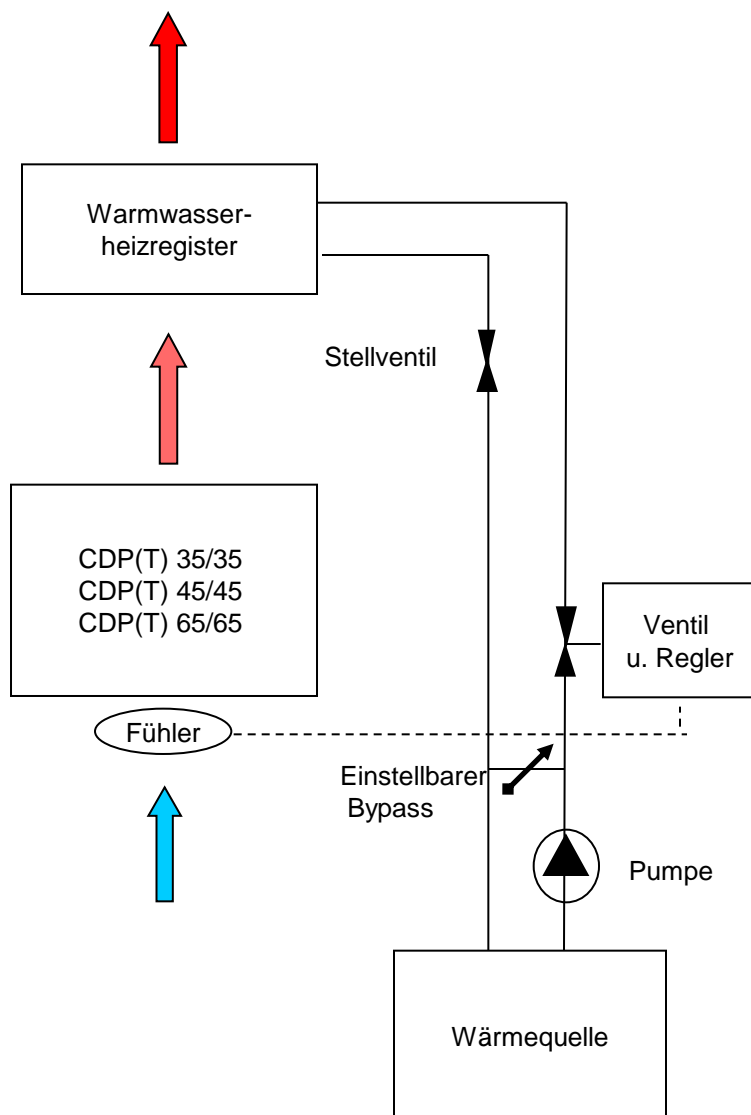 Warmwasser-
heizregister
Stellventil
CDP(T) 35/35
CDP(T) 45/45
CDP(T) 65/65
Ventil
u. Regler
Fühler
Einstellbarer
Bypass
Pumpe
Wärmequelle